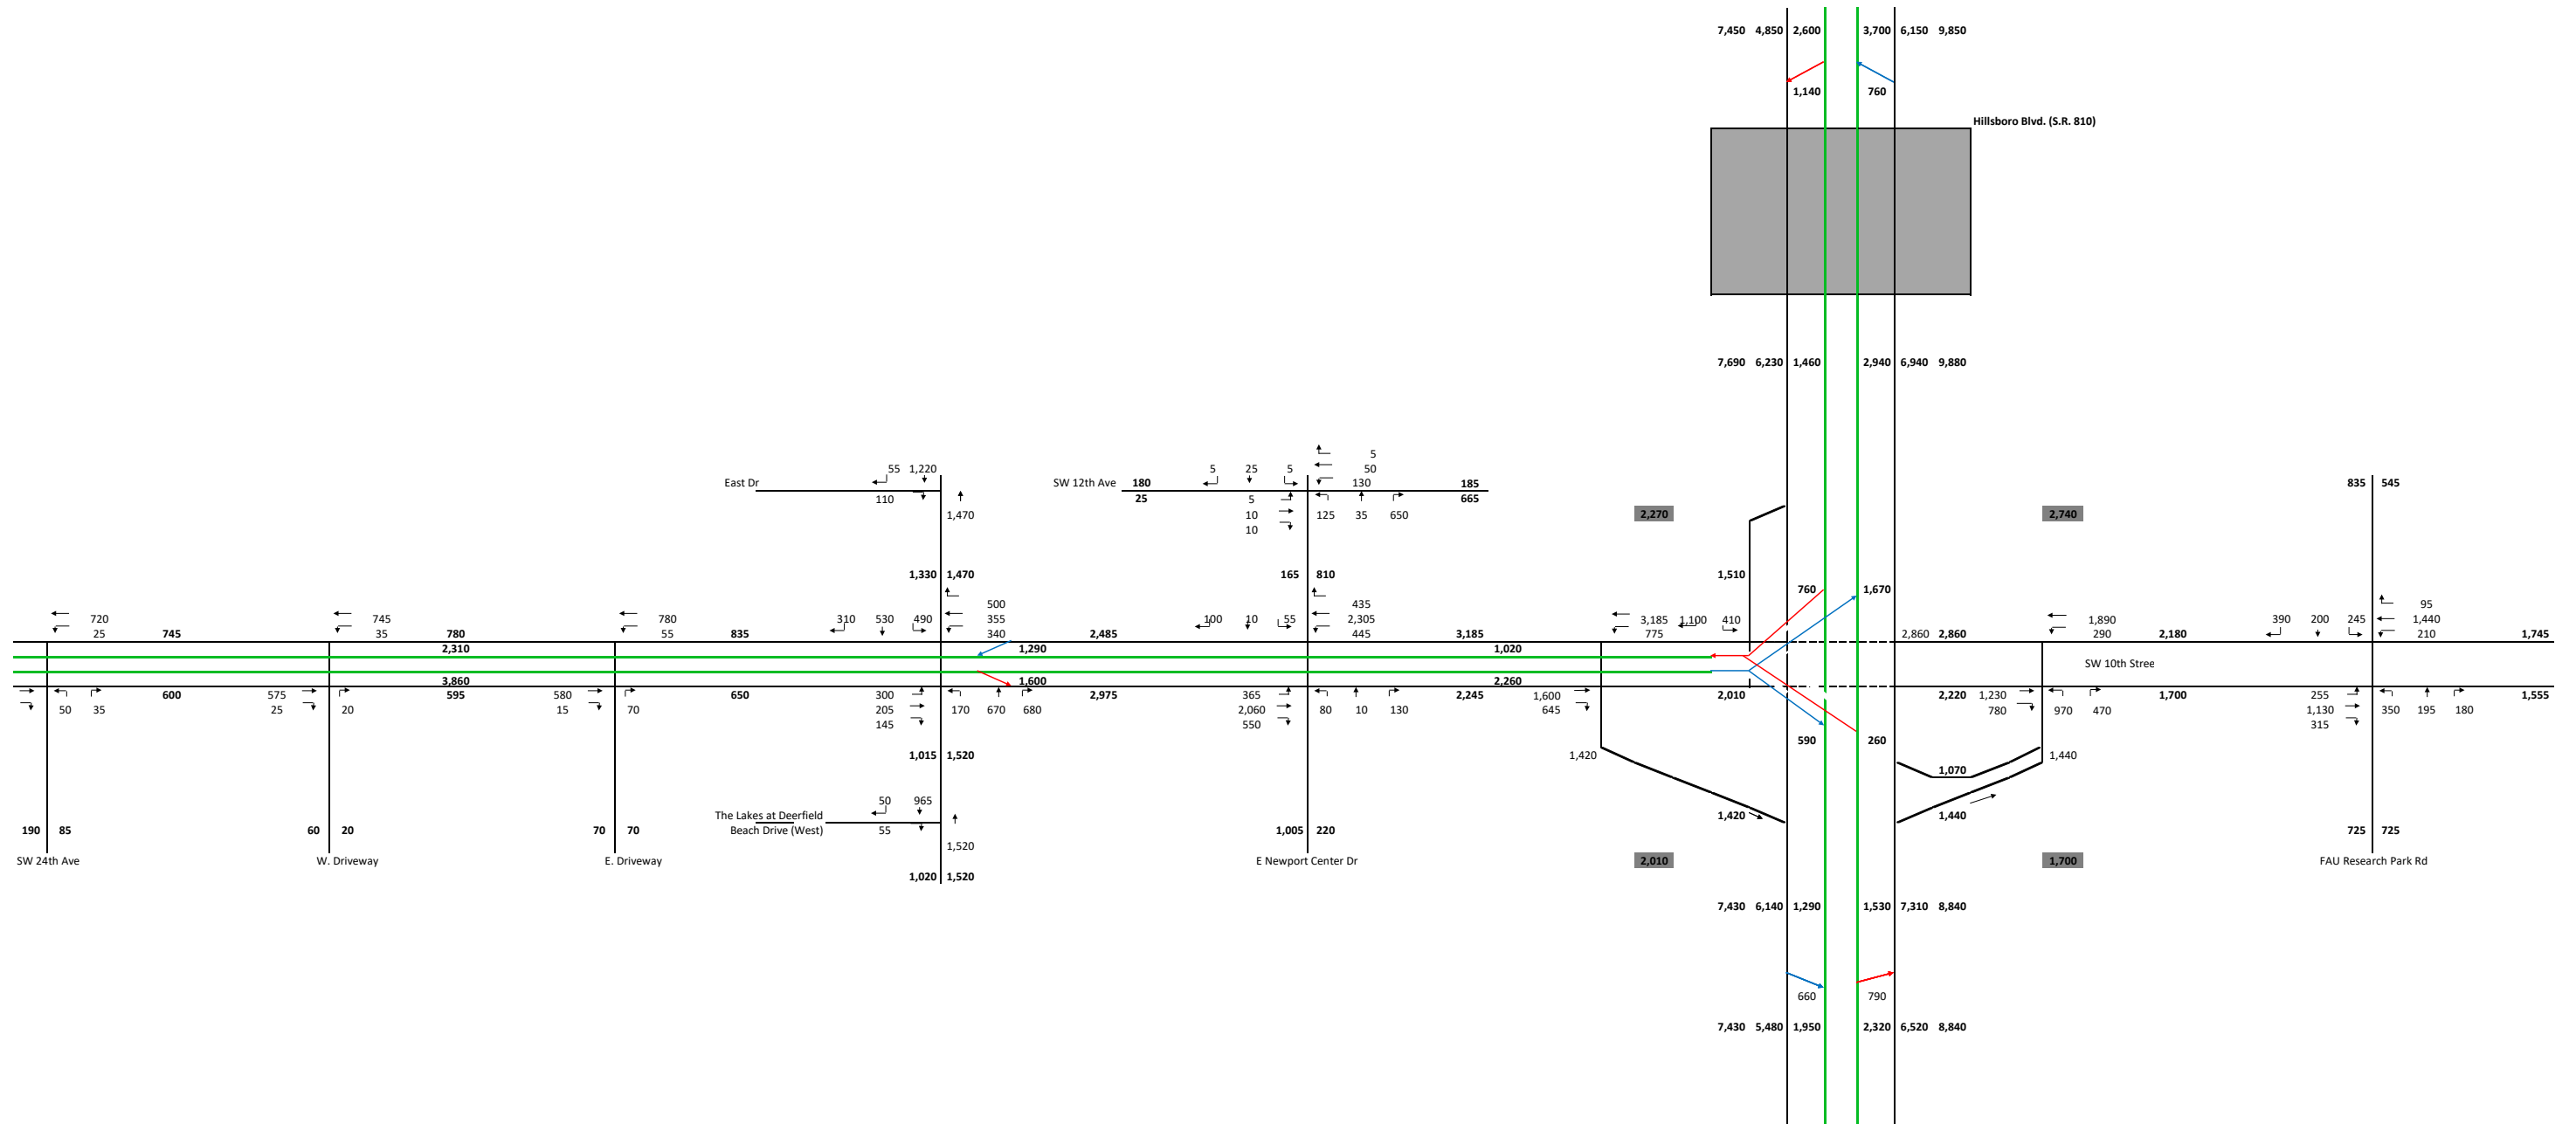 7,450 4,850 2,600 3,700 6,150 9,850
1,140 760
Hillsboro Blvd. (S.R. 810)
7,690 6,230 1,460 2,940 6,940 9,880
5
55 1,220 5 25 5 50
East Dr SW 12th Ave 180 130 185 835 545
110 25 5 665
1,470 10 125 35 650 2,270 2,740
10
1,330 1,470 165 810 1,510
760 1,670
500 435 95
720 745 780 310 530 490 355 100 10 55 2,305 3,185 1,100 410 1,890 390 200 245 1,440
25 745 35 780 55 835 340 2,485 445 3,185 775 2,860 2,860 290 2,180 210 1,745
2,310 1,290 1,020
SW 10th Stree
3,860 1,600 2,260
600 575 595 580 650 300 2,975 365 2,245 1,600 2,010 2,220 1,230 1,700 255 1,555
50 35 25 20 15 70 205 170 670 680 2,060 80 10 130 645 780 970 470 1,130 350 195 180
145 550 315
590 260
1,015 1,520 1,420 1,440
1,070
50 965
The Lakes at Deerfield 1,420 1,440
Beach Drive (West) 55
190 85 60 20 70 70 1,005 220 725 725
1,520
SW 24th Ave W. Driveway E. Driveway E Newport Center Dr 2,010 1,700 FAU Research Park Rd
1,020 1,520
7,430 6,140 1,290 1,530 7,310 8,840
660 790
7,430 5,480 1,950 2,320 6,520 8,840